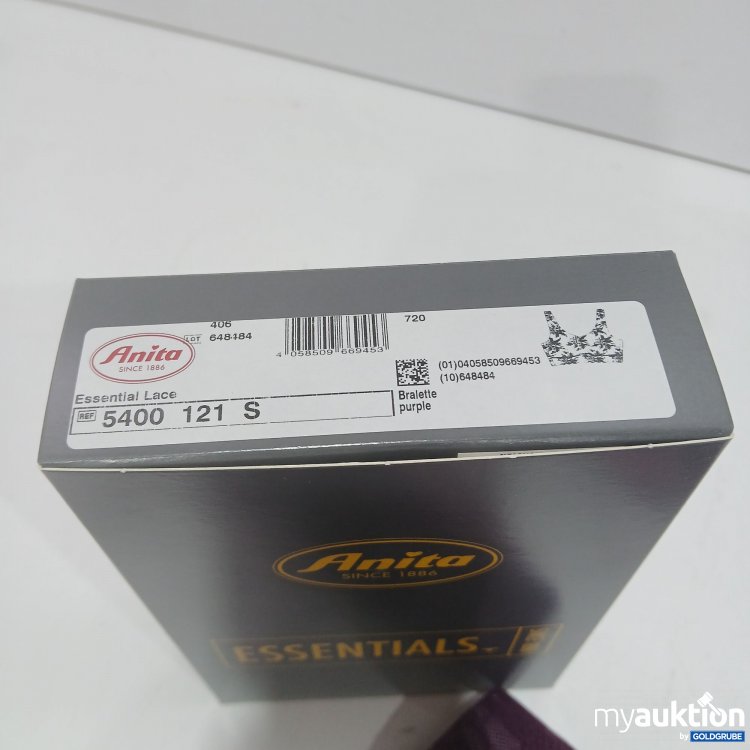 406
720
LOT 648484
4 058509 669453
Anita
SINCE 1886
(01)04058509669453
(10)648484
Essential Lace
Bralette
purple
REF 5400 121 S
Anita
SINCE 1886
ESSENTIALS
myauktion
by GOLDGRUBE